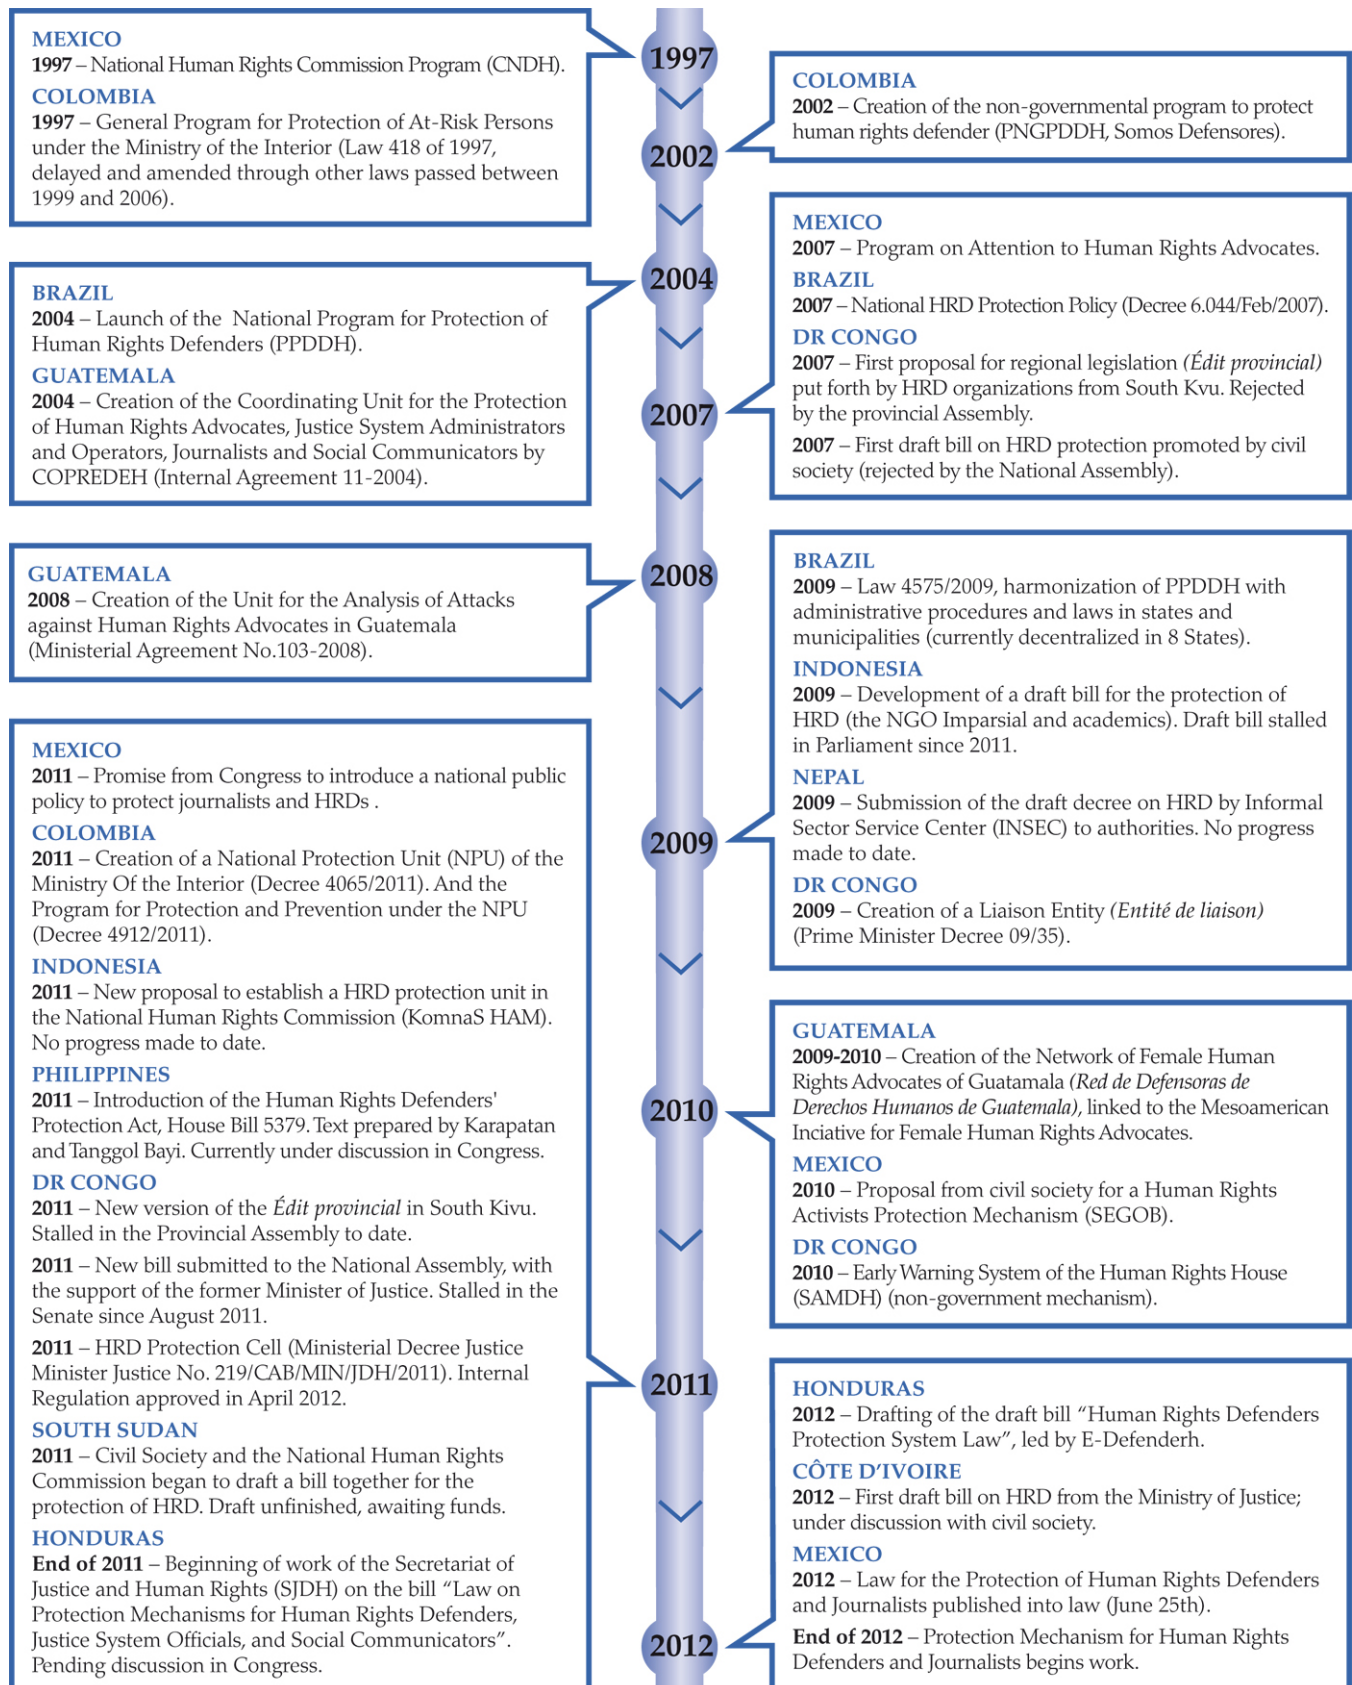 1997
MEXICO
1997 – National Human Rights Commission Program (CNDH).
COLOMBIA
1997 – General Program for Protection of At-Risk Persons
under the Ministry of the Interior (Law 418 of 1997,
delayed and amended through other laws passed between
1999 and 2006).
2002
COLOMBIA
2002 – Creation of the non-governmental program to protect
human rights defender (PNGPDDH, Somos Defensores).
2004
BRAZIL
2004 – Launch of the National Program for Protection of
Human Rights Defenders (PPDDH).
GUATEMALA
2004 – Creation of the Coordinating Unit for the Protection
of Human Rights Advocates, Justice System Administrators
and Operators, Journalists and Social Communicators by
COPREDEH (Internal Agreement 11-2004).
2007
MEXICO
2007 – Program on Attention to Human Rights Advocates.
BRAZIL
2007 – National HRD Protection Policy (Decree 6.044/Feb/2007).
DR CONGO
2007 – First proposal for regional legislation (Édit provincial)
put forth by HRD organizations from South Kvu. Rejected
by the provincial Assembly.
2007 – First draft bill on HRD protection promoted by civil
society (rejected by the National Assembly).
2008
GUATEMALA
2008 – Creation of the Unit for the Analysis of Attacks
against Human Rights Advocates in Guatemala
(Ministerial Agreement No.103-2008).
2009
BRAZIL
2009 – Law 4575/2009, harmonization of PPDDH with
administrative procedures and laws in states and
municipalities (currently decentralized in 8 States).
INDONESIA
2009 – Development of a draft bill for the protection of
HRD (the NGO Imparsial and academics). Draft bill stalled
in Parliament since 2011.
NEPAL
2009 – Submission of the draft decree on HRD by Informal
Sector Service Center (INSEC) to authorities. No progress
made to date.
DR CONGO
2009 – Creation of a Liaison Entity (Entité de liaison)
(Prime Minister Decree 09/35).
2010
GUATEMALA
2009-2010 – Creation of the Network of Female Human
Rights Advocates of Guatamala (Red de Defensoras de
Derechos Humanos de Guatemala), linked to the Mesoamerican
Inciative for Female Human Rights Advocates.
MEXICO
2010 – Proposal from civil society for a Human Rights
Activists Protection Mechanism (SEGOB).
DR CONGO
2010 – Early Warning System of the Human Rights House
(SAMDH) (non-government mechanism).
2011
MEXICO
2011 – Promise from Congress to introduce a national public
policy to protect journalists and HRDs .
COLOMBIA
2011 – Creation of a National Protection Unit (NPU) of the
Ministry Of the Interior (Decree 4065/2011). And the
Program for Protection and Prevention under the NPU
(Decree 4912/2011).
INDONESIA
2011 – New proposal to establish a HRD protection unit in
the National Human Rights Commission (KomnaS HAM).
No progress made to date.
PHILIPPINES
2011 – Introduction of the Human Rights Defenders'
Protection Act, House Bill 5379. Text prepared by Karapatan
and Tanggol Bayi. Currently under discussion in Congress.
DR CONGO
2011 – New version of the Édit provincial in South Kivu.
Stalled in the Provincial Assembly to date.
2011 – New bill submitted to the National Assembly, with
the support of the former Minister of Justice. Stalled in the
Senate since August 2011.
2011 – HRD Protection Cell (Ministerial Decree Justice
Minister Justice No. 219/CAB/MIN/JDH/2011). Internal
Regulation approved in April 2012.
SOUTH SUDAN
2011 – Civil Society and the National Human Rights
Commission began to draft a bill together for the
protection of HRD. Draft unfinished, awaiting funds.
HONDURAS
End of 2011 – Beginning of work of the Secretariat of
Justice and Human Rights (SJDH) on the bill “Law on
Protection Mechanisms for Human Rights Defenders,
Justice System Officials, and Social Communicators”.
Pending discussion in Congress.
2012
HONDURAS
2012 – Drafting of the draft bill “Human Rights Defenders
Protection System Law”, led by E-Defenderh.
CÔTE D’IVOIRE
2012 – First draft bill on HRD from the Ministry of Justice;
under discussion with civil society.
MEXICO
2012 – Law for the Protection of Human Rights Defenders
and Journalists published into law (June 25th).
End of 2012 – Protection Mechanism for Human Rights
Defenders and Journalists begins work.